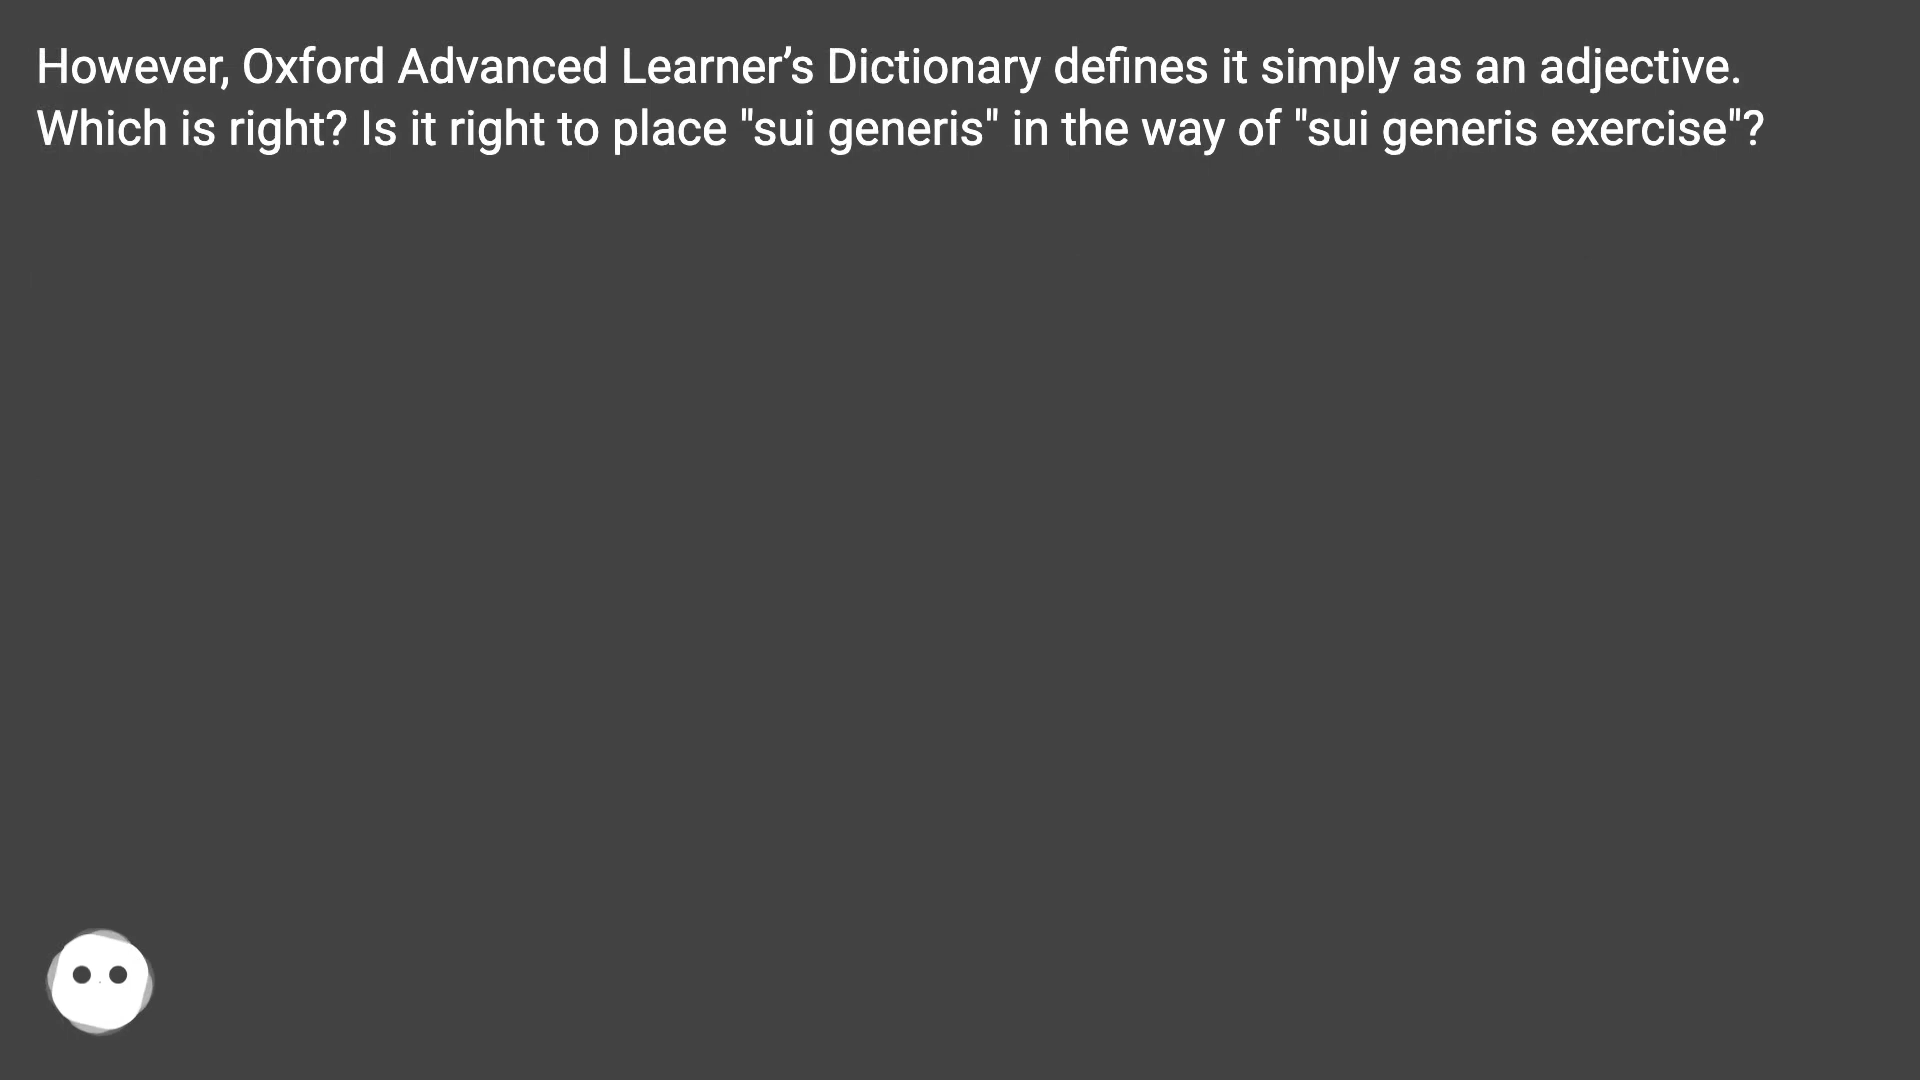 However, Oxford Advanced Learner’s Dictionary defines it simply as an adjective.
Which is right? Is it right to place "sui generis" in the way of "sui generis exercise"?